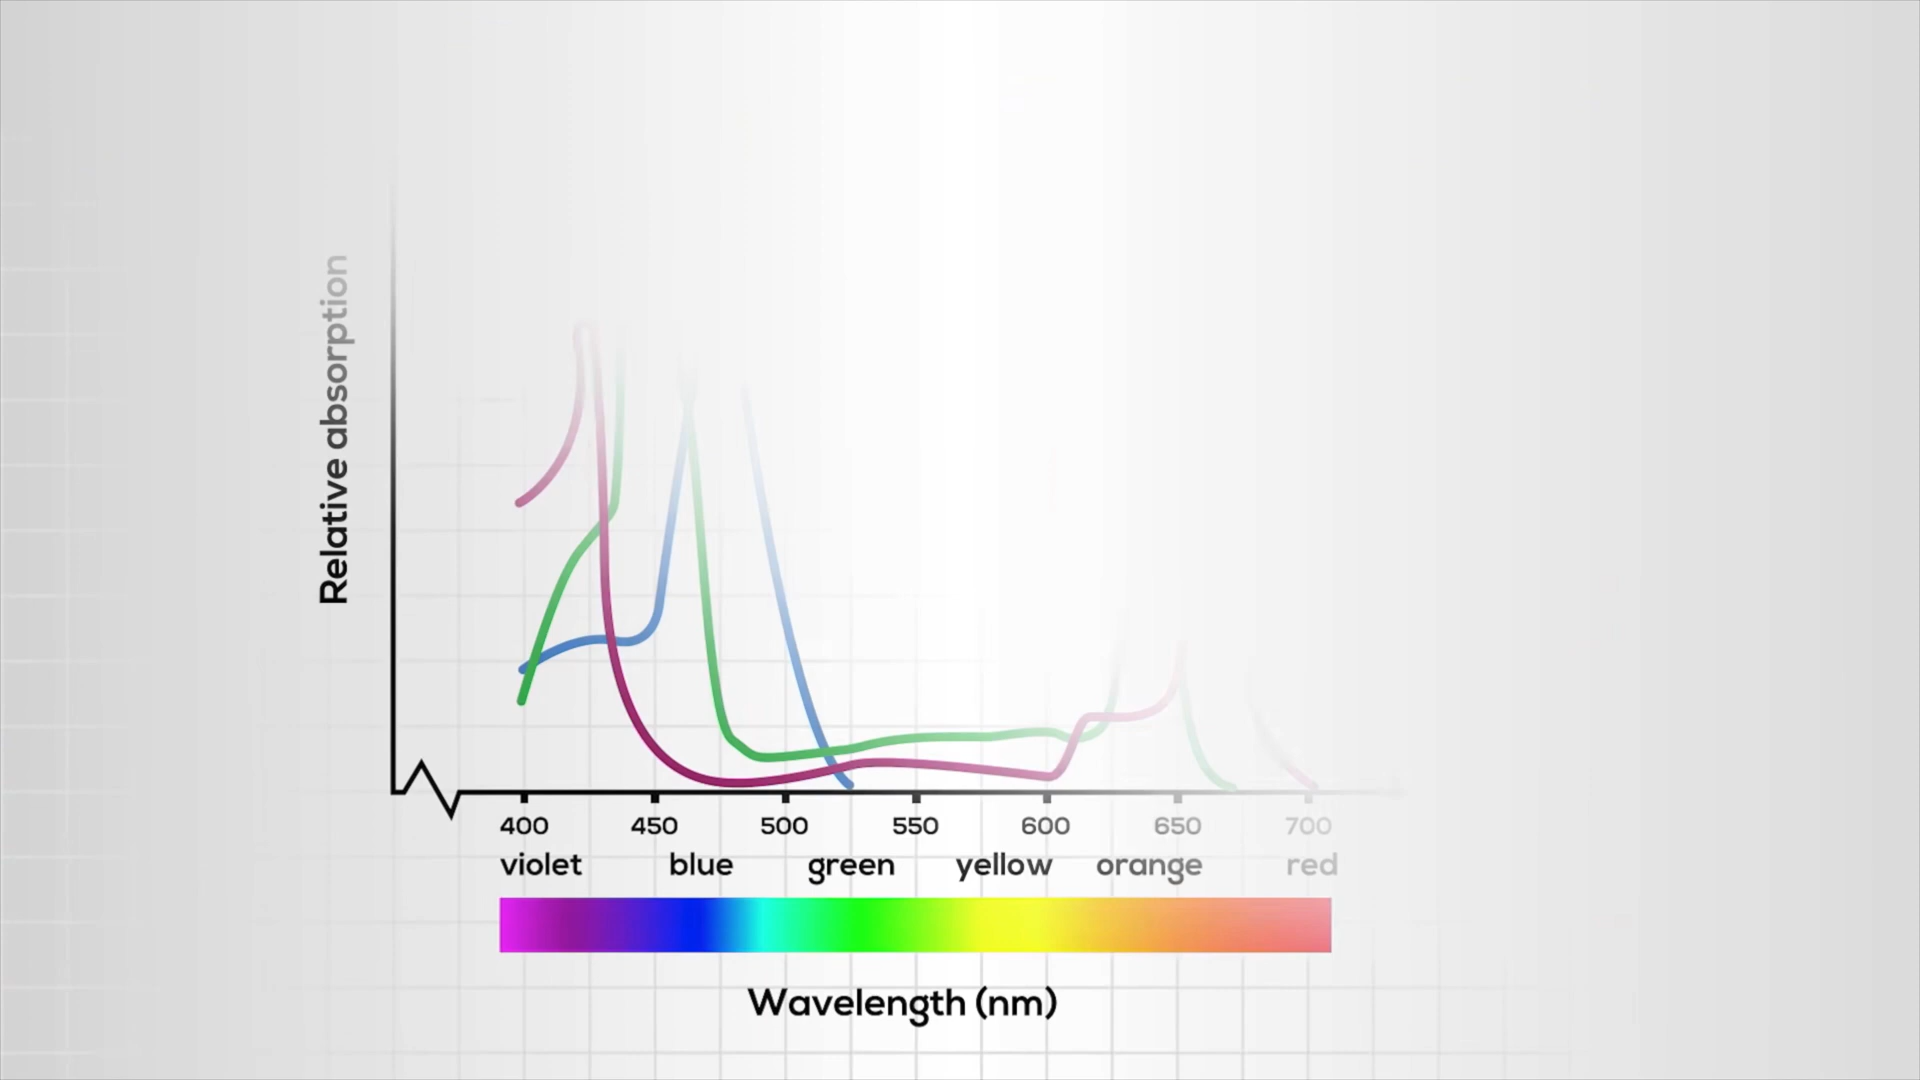 Relative absorption
400 450 500 550 600 650 700
violet blue green yellow orange red
Wavelength (nm)